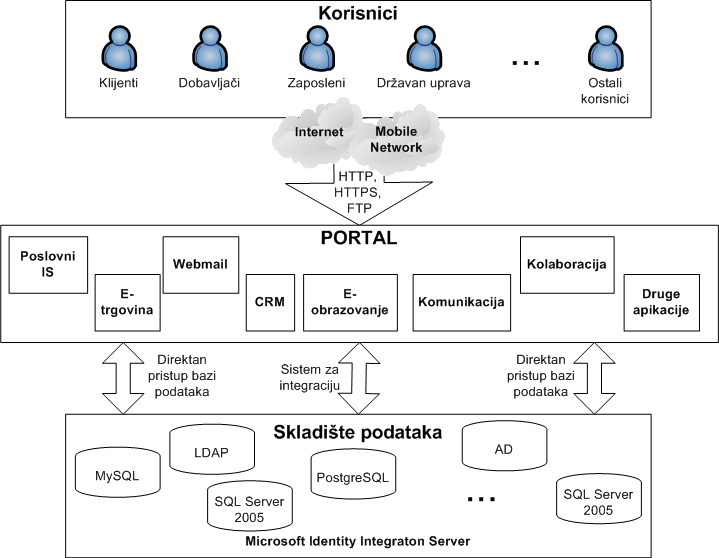 Korisnici
Klijenti
Dobavljači
Zaposleni
Državan uprava
...
Ostali
korisnici
Internet
Mobile
Network
HTTP,
HTTPS,
FTP
PORTAL
Poslovni
IS
E-
trgovina
Webmail
CRM
E-
obrazovanje
Komunikacija
Kolaboracija
Druge
apikacije
Direktan
pristup bazi
podataka
Sistem za
integraciju
Direktan
pristup bazi
podataka
Skladište podataka
MySQL
LDAP
SQL Server
2005
PostgreSQL
AD
...
SQL Server
2005
Microsoft Identity Integraton Server